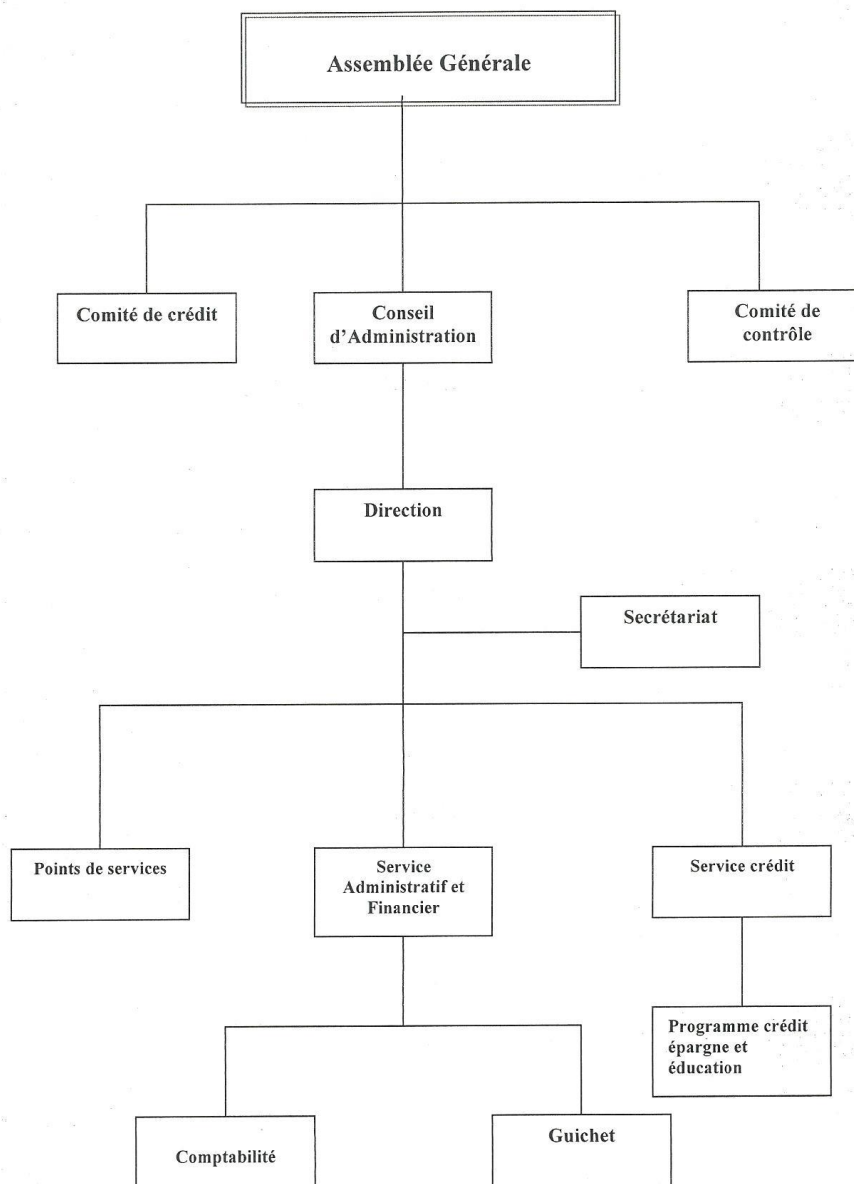 Assemblée Générale
Comité de crédit
Conseil
d'Administration
Comité de
contrôle
Direction
Secrétariat
Points de services
Service
Administratif et
Financier
Service crédit
Programme crédit
épargne et
éducation
Comptabilité
Guichet